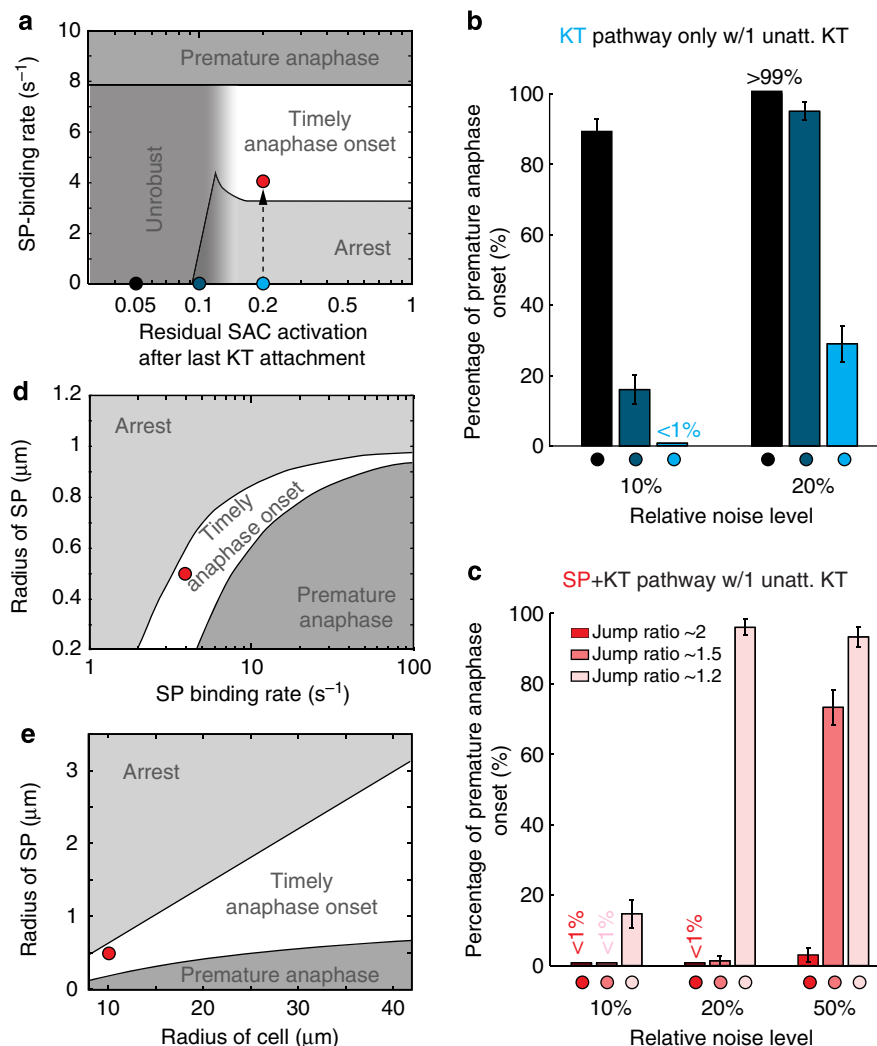 a
10
8
6
4
2
0
SP-binding rate (s⁻¹)
Premature anaphase
Timely
anaphase onset
Unrobust
Arrest
0.05
0.1
0.2
0.5
1
Residual SAC activation
after last KT attachment
b
KT pathway only w/1 unatt. KT
Percentage of premature anaphase
onset (%)
100
80
60
40
20
0
>99%
<1%
10%
20%
Relative noise level
d
1.2
1
0.8
0.6
0.4
0.2
Radius of SP (μm)
Arrest
Timely
anaphase onset
Premature
anaphase
1
10
100
SP binding rate (s⁻¹)
c
SP+KT pathway w/1 unatt. KT
Percentage of premature anaphase
onset (%)
100
80
60
40
20
0
Jump ratio ~2
Jump ratio ~1.5
Jump ratio ~1.2
<1%
<1%
<1%
10%
20%
50%
Relative noise level
e
3
2
1
0
Radius of SP (μm)
Arrest
Timely
anaphase onset
Premature anaphase
10
20
30
40
Radius of cell (μm)